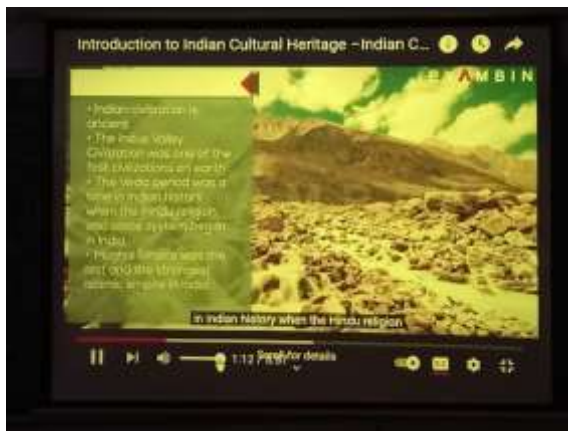 Introduction to Indian Cultural Heritage -Indian C...
AMBIN
• Indian civilization is
ancient
• The Indus Valley
Civilization was one of the
first civilizations on earth
• The Vedic period was a
time in Indian history
when the Hindu religion
and caste system began
in India.
• Mughal Empire was the
last and the strongest
Islamic empire in India
in Indian history when the Hindu religion
1:12 /
Scroll for details